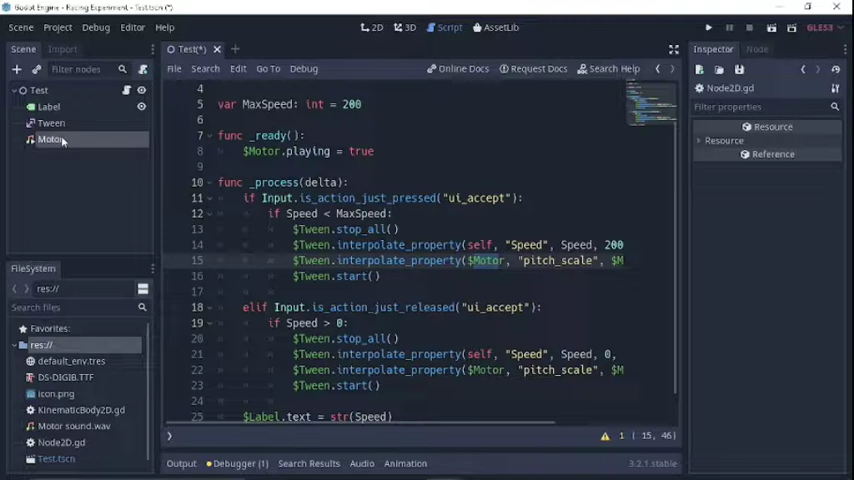 Godot Engine - Racing Experiment - Test.tscn (*)
Scene Project Debug Editor Help
2D 3D Script AssetLib
GLES3
Scene Import
Filter nodes
Test
Label
Tween
Motor
FileSystem
res://
Search files
Favorites:
res://
default_env.tres
DS-DIGIB.TTF
icon.png
KinematicBody2D.gd
Motor sound.wav
Node2D.gd
Test.tscn
Test(*)
File Search Edit Go To Debug
Online Docs Request Docs Search Help
4
5 var MaxSpeed: int = 200
6
7 func _ready():
8 $Motor.playing = true
9
10 func _process(delta):
11 if Input.is_action_just_pressed("ui_accept"):
12 if Speed < MaxSpeed:
13 $Tween.stop_all()
14 $Tween.interpolate_property(self, "Speed", Speed, 200
15 $Tween.interpolate_property($Motor, "pitch_scale", $M
16 $Tween.start()
17
18 elif Input.is_action_just_released("ui_accept"):
19 if Speed > 0:
20 $Tween.stop_all()
21 $Tween.interpolate_property(self, "Speed", Speed, 0,
22 $Tween.interpolate_property($Motor, "pitch_scale", $M
23 $Tween.start()
24
25 $Label.text = str(Speed)
1 (15, 46)
Output Debugger (1) Search Results Audio Animation
3.2.1 stable
Inspector Node
Node2D.gd
Filter properties
Resource
Resource
Reference